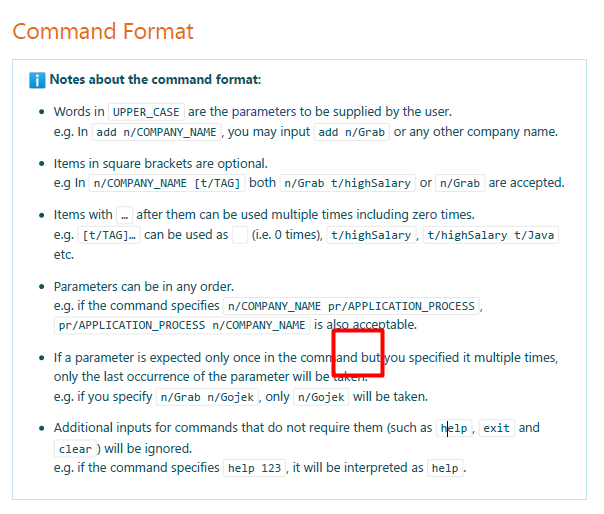 Command Format
ℹ Notes about the command format:
• Words in UPPER_CASE are the parameters to be supplied by the user.
e.g. In add n/COMPANY_NAME , you may input add n/Grab or any other company name.
• Items in square brackets are optional.
e.g In n/COMPANY_NAME [t/TAG] both n/Grab t/highSalary or n/Grab are accepted.
• Items with … after them can be used multiple times including zero times.
e.g. [t/TAG]… can be used as (i.e. 0 times), t/highSalary , t/highSalary t/Java
etc.
• Parameters can be in any order.
e.g. if the command specifies n/COMPANY_NAME pr/APPLICATION_PROCESS ,
pr/APPLICATION_PROCESS n/COMPANY_NAME is also acceptable.
• If a parameter is expected only once in the command but you specified it multiple times,
only the last occurrence of the parameter will be taken.
e.g. if you specify n/Grab n/Gojek , only n/Gojek will be taken.
• Additional inputs for commands that do not require them (such as help , exit and
clear ) will be ignored.
e.g. if the command specifies help 123 , it will be interpreted as help .